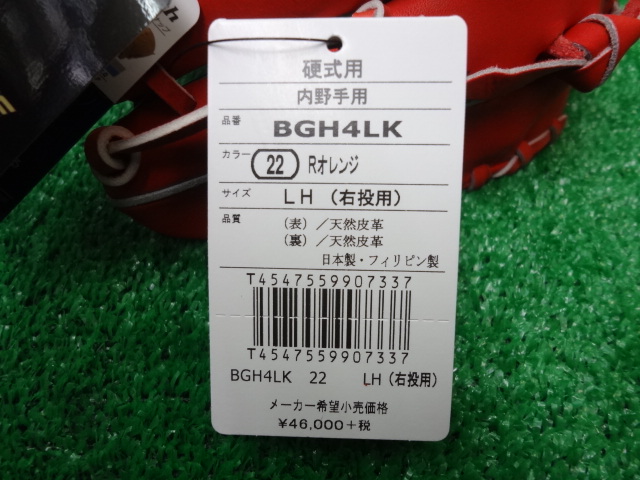 硬式用
内野手用
品番 BGH4LK
カラー 22 Rオレンジ
サイズ LH（右投用）
品質 （表）／天然皮革
（裏）／天然皮革
日本製・フィリピン製
T4547559907337
T4547559907337
BGH4LK 22 LH（右投用）
メーカー希望小売価格
¥46,000＋税